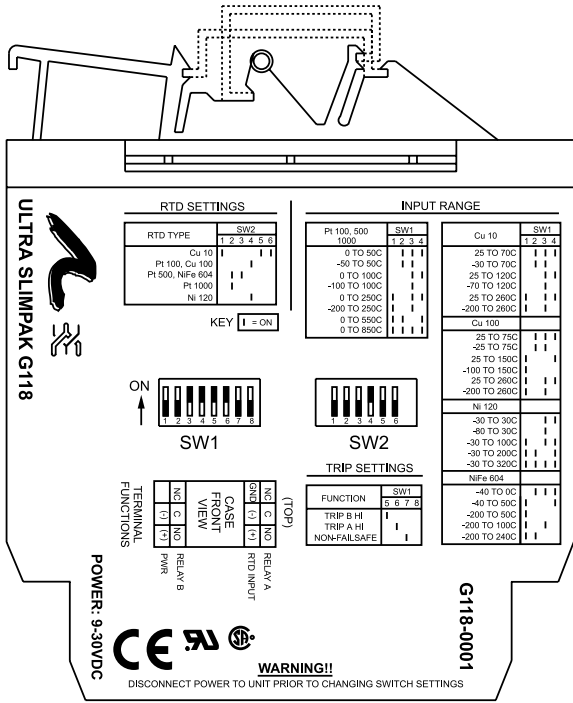 RTD SETTINGS
RTD TYPE
SW2
1 2 3 4 5 6
Cu 10
Pt 100, Cu 100
Pt 500, NiFe 604
Pt 1000
Ni 120
KEY I = ON
INPUT RANGE
Pt 100, 500
1000
SW1
1 2 3 4
0 TO 50C
-50 TO 50C
0 TO 100C
-100 TO 100C
0 TO 250C
-200 TO 250C
0 TO 550C
0 TO 850C
Cu 10
SW1
1 2 3 4
25 TO 70C
-30 TO 70C
25 TO 120C
-70 TO 120C
25 TO 260C
-200 TO 260C
Cu 100
25 TO 75C
-25 TO 75C
25 TO 150C
-100 TO 150C
25 TO 260C
-200 TO 260C
Ni 120
-30 TO 30C
-80 TO 30C
-30 TO 100C
-30 TO 200C
-30 TO 320C
NiFe 604
-40 TO 0C
-40 TO 50C
-200 TO 50C
-200 TO 100C
-200 TO 240C
ULTRA SLIMPAK G118
ON
1 2 3 4 5 6 7 8
SW1
1 2 3 4 5 6
SW2
TRIP SETTINGS
FUNCTION
SW1
5 6 7 8
TRIP B HI
TRIP A HI
NON-FAILSAFE
TERMINAL
FUNCTIONS
(TOP)
CASE
FRONT
VIEW
NC C NO
RELAY A
GND (-) (+)
RTD INPUT
NC C NO
RELAY B
(-) (+)
PWR
POWER: 9-30VDC
G118-0001
CE
RU
SA
WARNING!!
DISCONNECT POWER TO UNIT PRIOR TO CHANGING SWITCH SETTINGS